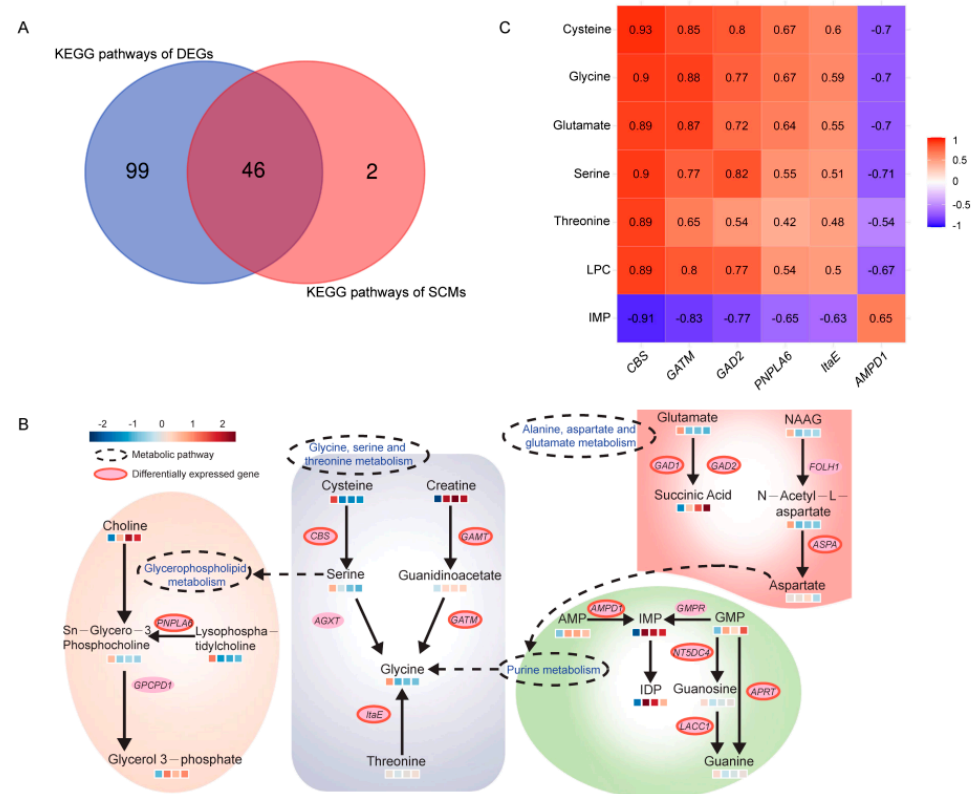 A
KEGG pathways of DEGs
99
46
2
KEGG pathways of SCMs
C
Cysteine 0.93 0.85 0.8 0.67 0.6 -0.7
Glycine 0.9 0.88 0.77 0.67 0.59 -0.7
Glutamate 0.89 0.87 0.72 0.64 0.55 -0.7
Serine 0.9 0.77 0.82 0.55 0.51 -0.71
Threonine 0.89 0.65 0.54 0.42 0.48 -0.54
LPC 0.89 0.8 0.77 0.54 0.5 -0.67
IMP -0.91 -0.83 -0.77 -0.65 -0.63 0.65
CBS GATM GAD2 PNPLA6 ItaE AMPD1
1
0.5
0
-0.5
-1
B
-2 -1 0 1 2
Metabolic pathway
Differentially expressed gene
Choline
Glycerophospholipid
metabolism
PNPLA6
Sn－Glycero－3
Phosphocholine
Lysophospha－
tidylcholine
GPCPD1
Glycerol 3－phosphate
Glycine, serine and
threonine metabolism
Cysteine
Creatine
CBS
GAMT
Serine
Guanidinoacetate
AGXT
GATM
Glycine
ItaE
Threonine
Alanine, aspartate and
glutamate metabolism
Glutamate
NAAG
GAD1
GAD2
FOLH1
Succinic Acid
N－Acetyl－L－
aspartate
ASPA
Aspartate
Purine metabolism
AMP
AMPD1
IMP
GMPR
GMP
NT5DC4
IDP
Guanosine
APRT
LACC1
Guanine